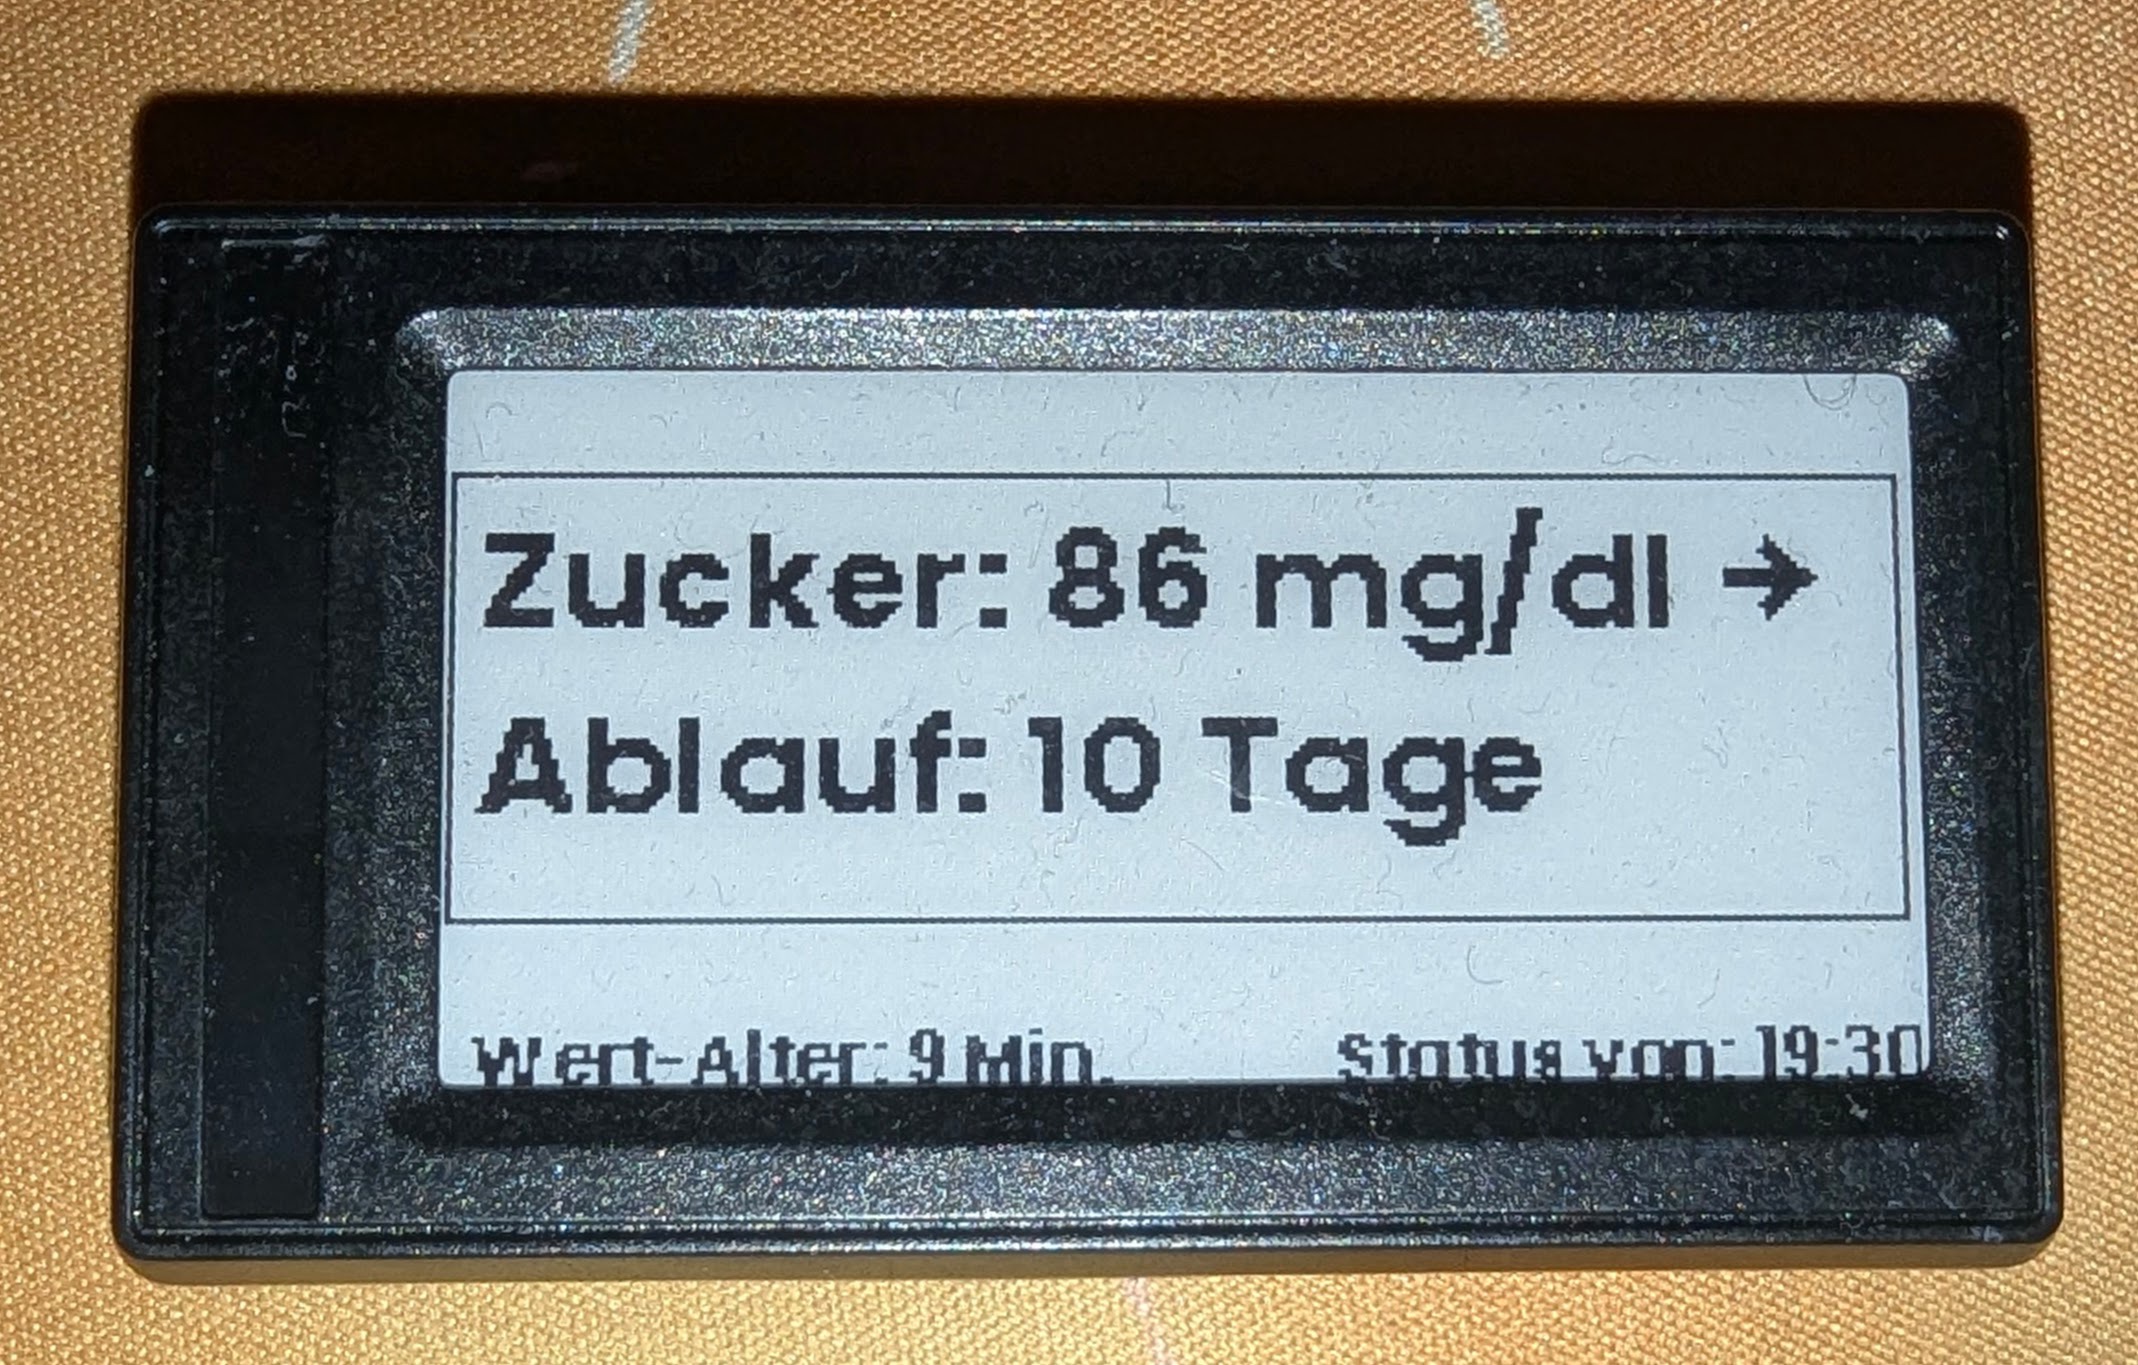 Zucker: 86 mg/dl →
Ablauf: 10 Tage
Wert-Alter: 9 Min.
Status von: 19:30